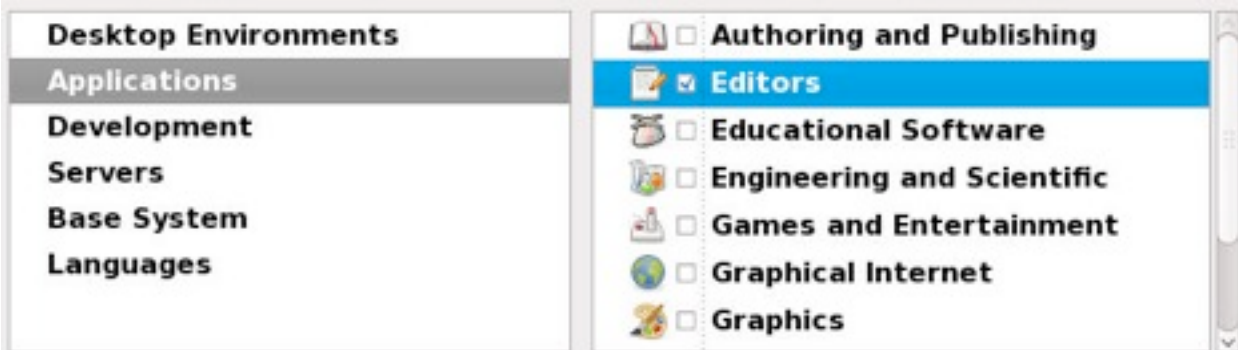 Desktop Environments
Applications
Development
Servers
Base System
Languages
Authoring and Publishing
Editors
Educational Software
Engineering and Scientific
Games and Entertainment
Graphical Internet
Graphics